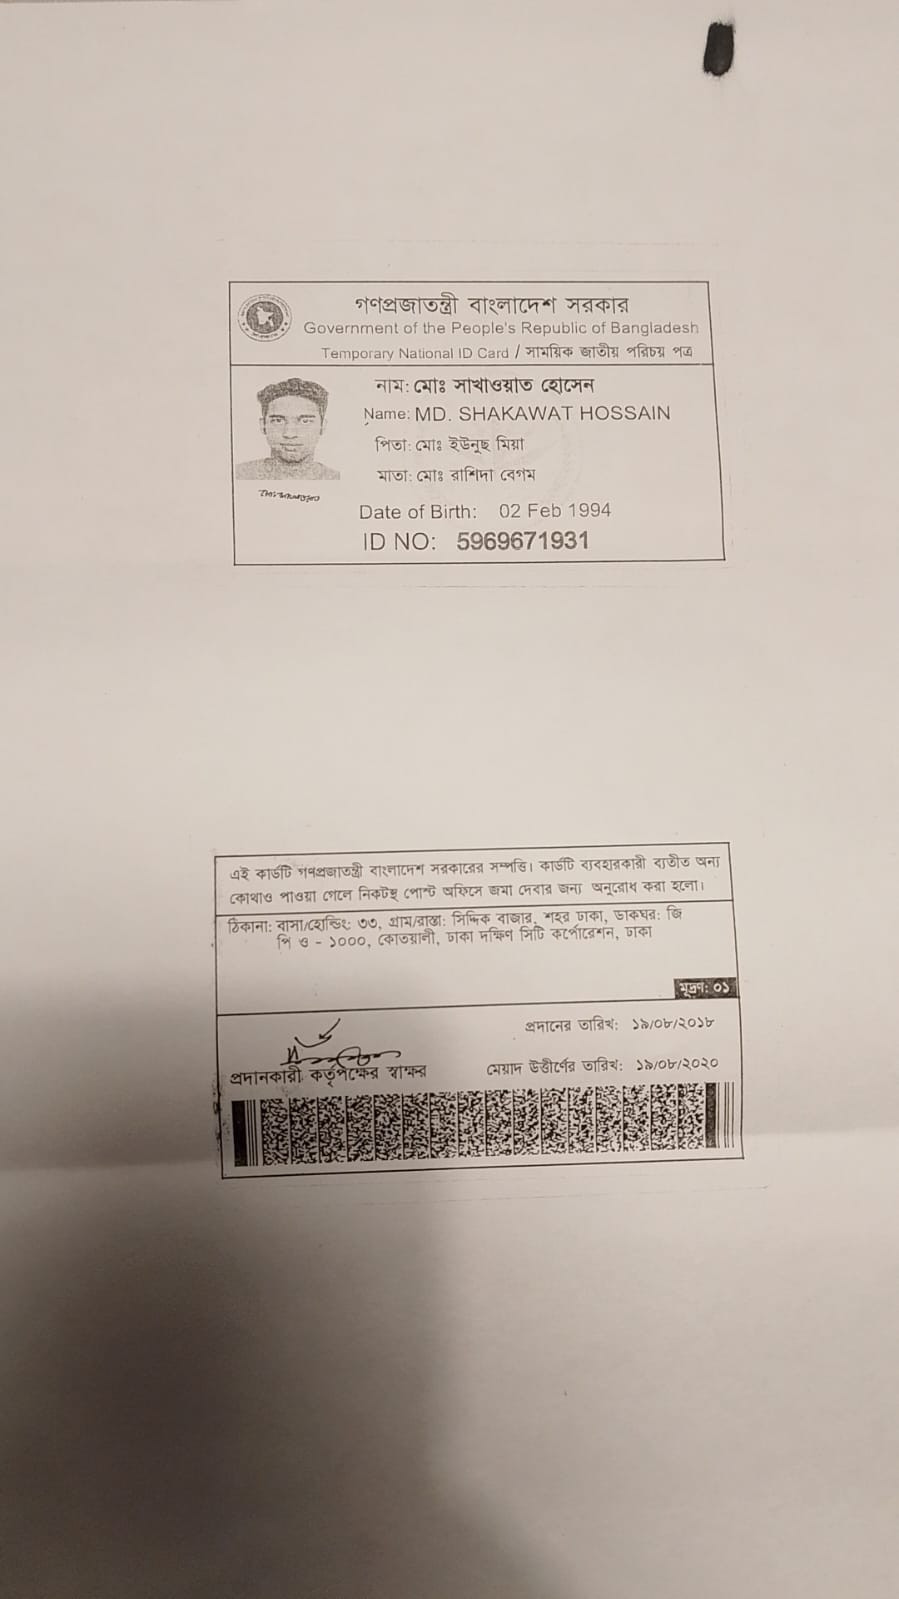 গণপ্রজাতন্ত্রী বাংলাদেশ সরকার
Government of the People's Republic of Bangladesh
Temporary National ID Card / সাময়িক জাতীয় পরিচয় পত্র
নাম: মোঃ সাখাওয়াত হোসেন
Name: MD. SHAKAWAT HOSSAIN
পিতা: মোঃ ইউনুছ মিয়া
মাতা: মোঃ রাশিদা বেগম
Date of Birth: 02 Feb 1994
ID NO: 5969671931
এই কার্ডটি গণপ্রজাতন্ত্রী বাংলাদেশ সরকারের সম্পত্তি। কার্ডটি ব্যবহারকারী ব্যতীত অন্য
কোথাও পাওয়া গেলে নিকটস্থ পোস্ট অফিসে জমা দেবার জন্য অনুরোধ করা হলো।
ঠিকানা: বাসা/হোল্ডিং: ৩৩, গ্রাম/রাস্তা: সিদ্দিক বাজার, শহর ঢাকা, ডাকঘর: জি
পি ও - ১০০০, কোতয়ালী, ঢাকা দক্ষিণ সিটি কর্পোরেশন, ঢাকা
মুদ্রণ: ০১
প্রদানের তারিখ: ১৯/০৮/২০১৮
প্রদানকারী কর্তৃপক্ষের স্বাক্ষর
মেয়াদ উত্তীর্ণের তারিখ: ১৯/০৮/২০২০